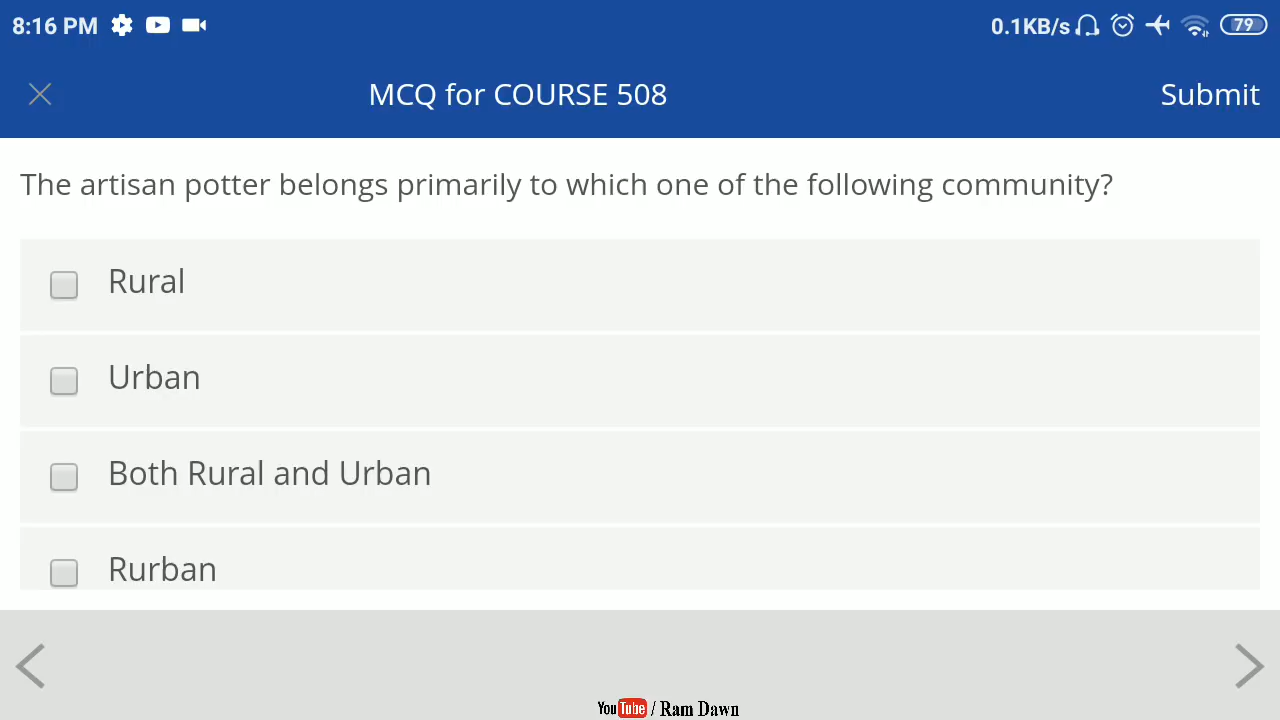 8:16 PM 0.1KB/s 79
MCQ for COURSE 508 Submit
The artisan potter belongs primarily to which one of the following community?
Rural
Urban
Both Rural and Urban
Rurban
YouTube / Ram Dawn